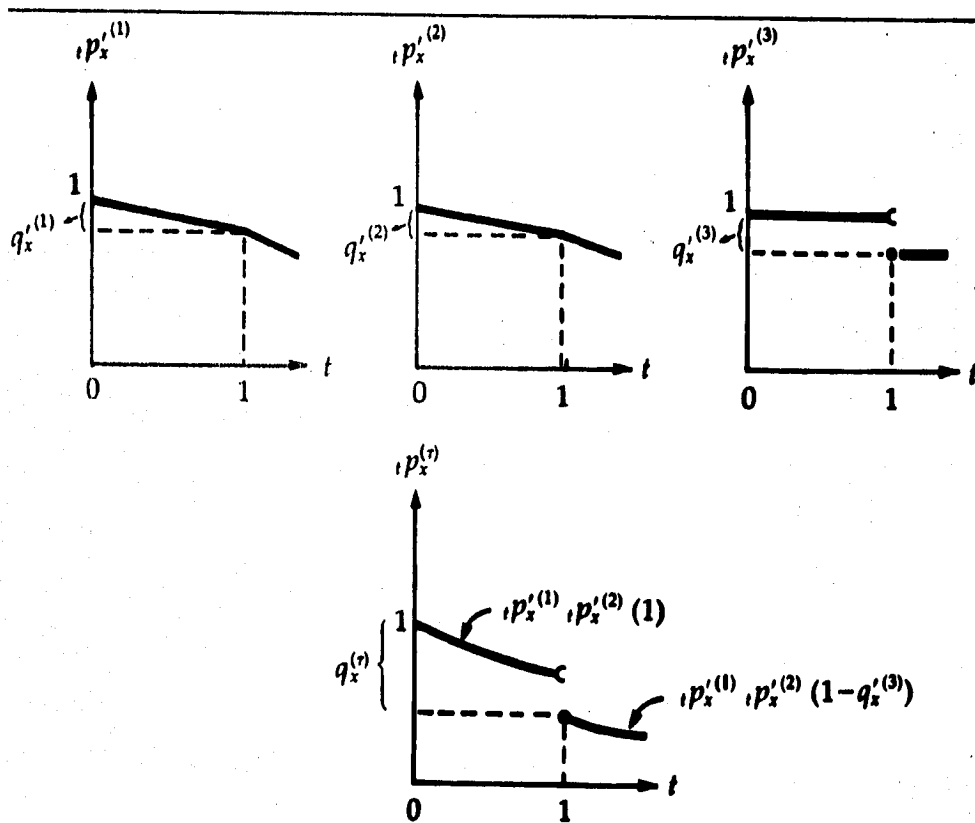 ₜp′ₓ⁽¹⁾ ₜp′ₓ⁽²⁾ ₜp′ₓ⁽³⁾
1 1 1
q′ₓ⁽¹⁾ q′ₓ⁽²⁾ q′ₓ⁽³⁾
t t t
0 1 0 1 0 1
ₜpₓ⁽ᵗ⁾
ₜp′ₓ⁽¹⁾ ₜp′ₓ⁽²⁾ (1)
1
qₓ⁽ᵗ⁾
ₜp′ₓ⁽¹⁾ ₜp′ₓ⁽²⁾ (1−q′ₓ⁽³⁾)
t
0 1